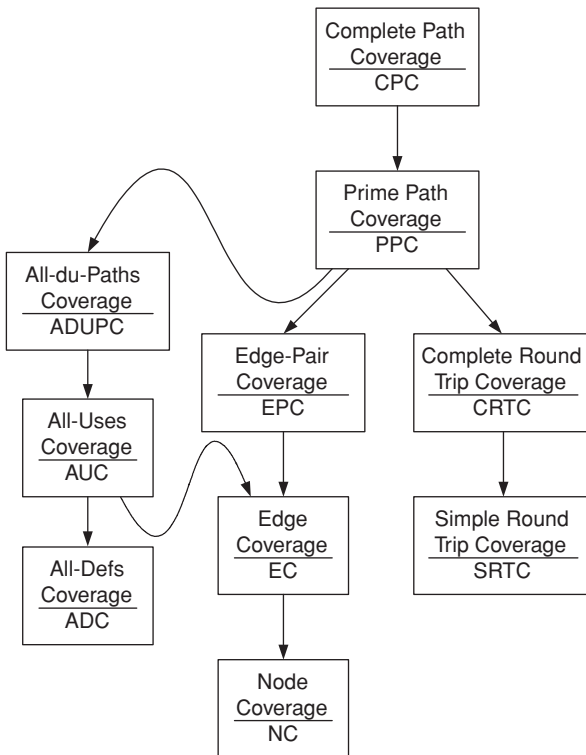 Complete Path
Coverage
CPC
Prime Path
Coverage
PPC
All-du-Paths
Coverage
ADUPC
Edge-Pair
Coverage
EPC
Complete Round
Trip Coverage
CRTC
All-Uses
Coverage
AUC
Edge
Coverage
EC
Simple Round
Trip Coverage
SRTC
All-Defs
Coverage
ADC
Node
Coverage
NC